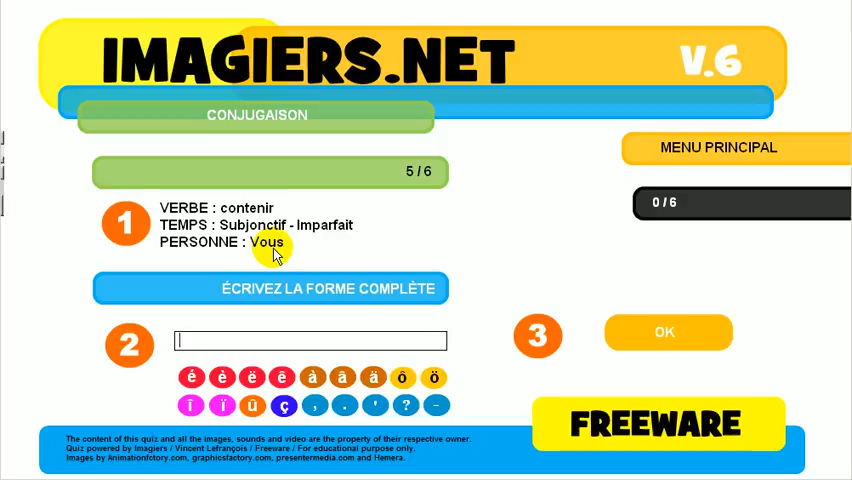 IMAGIERS.NET
V.6
CONJUGAISON
MENU PRINCIPAL
5 / 6
0 / 6
1
VERBE : contenir
TEMPS : Subjonctif - Imparfait
PERSONNE : Vous
ÉCRIVEZ LA FORME COMPLÈTE
2
3
OK
é è ë ê à â ä ô ö
î ï û ç , . ' ? -
FREEWARE
The content of this quiz and all the images, sounds and video are the property of their respective owner.
Quiz powered by Imagiers / Vincent Lefrançois / Freeware / For educational purpose only.
Images by Animationfctory.com, graphicsfactory.com, presentermedia.com and Hemera.